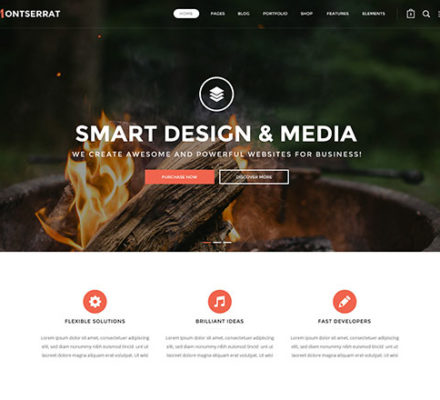 MONTSERRAT
HOME PAGES BLOG PORTFOLIO SHOP FEATURES ELEMENTS
SMART DESIGN & MEDIA
WE CREATE AWESOME AND POWERFUL WEBSITES FOR BUSINESS!
PURCHASE NOW DISCOVER MORE
FLEXIBLE SOLUTIONS
Lorem ipsum dolor sit amet, consectetuer adipiscing
elit, sed diam nonummy nibh euismod tincidunt ut
laoreet dolore magna aliquam erat volutpat. Ut wisi
BRILLIANT IDEAS
Lorem ipsum dolor sit amet, consectetuer adipiscing
elit, sed diam nonummy nibh euismod tincidunt ut
laoreet dolore magna aliquam erat volutpat. Ut wisi
FAST DEVELOPERS
Lorem ipsum dolor sit amet, consectetuer adipiscing
elit, sed diam nonummy nibh euismod tincidunt ut
laoreet dolore magna aliquam erat volutpat. Ut wisi